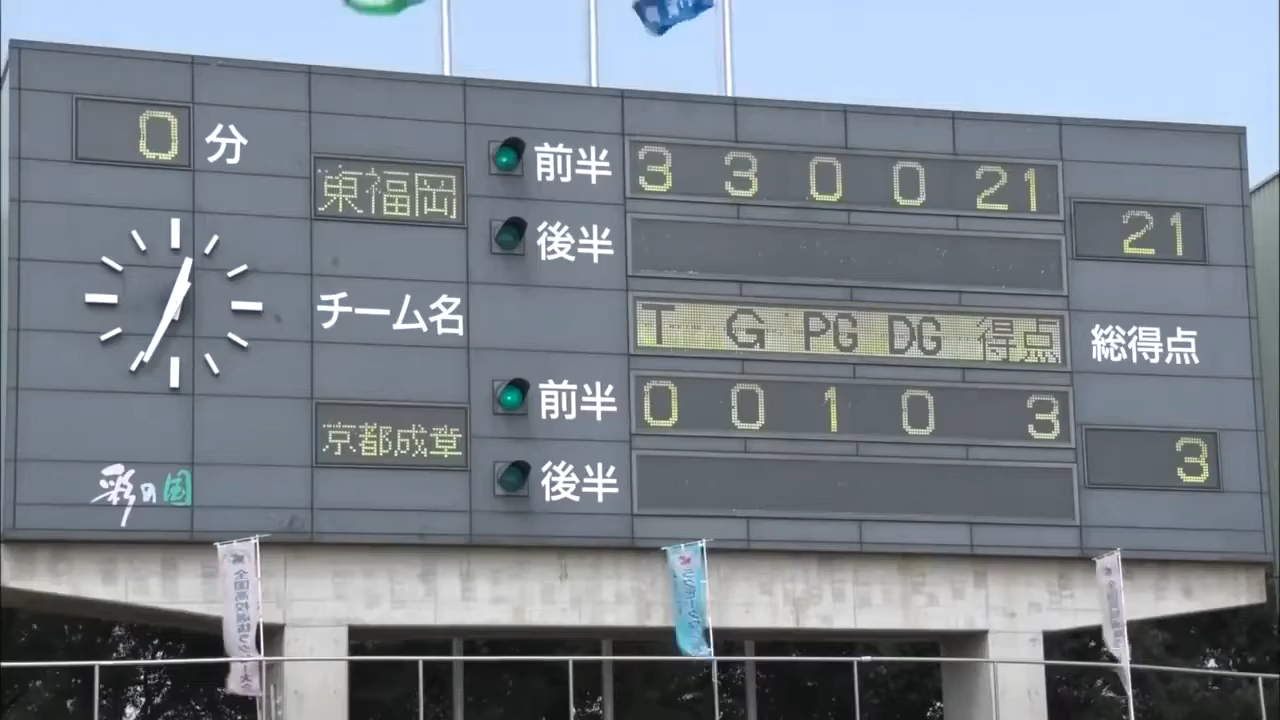 0 分
東福岡
前半 3 3 0 0 21
21
後半
チーム名
T G PG DG 得点
総得点
京都成章
前半 0 0 1 0 3
3
後半
彩の国